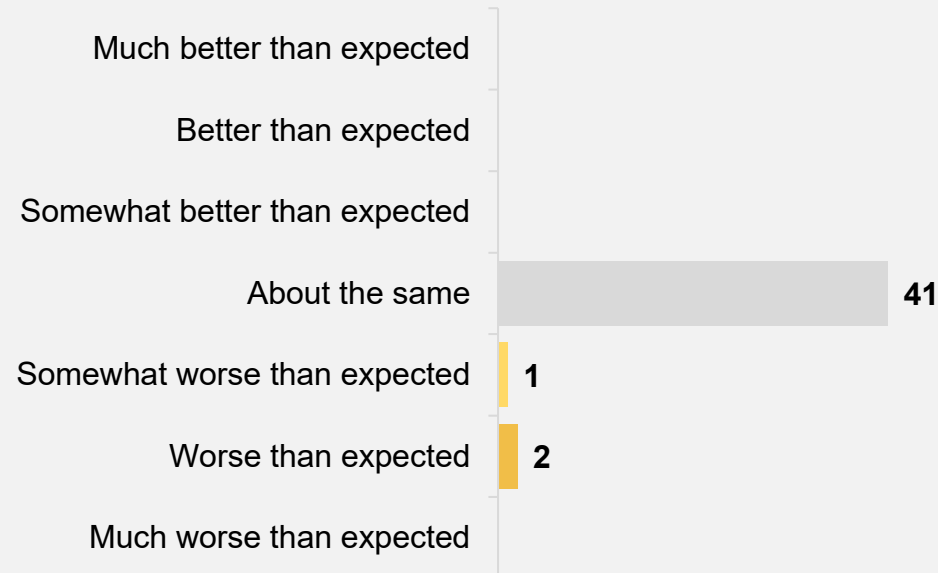 Much better than expected
Better than expected
Somewhat better than expected
About the same 41
Somewhat worse than expected 1
Worse than expected 2
Much worse than expected